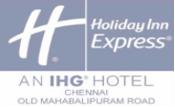 H
Holiday Inn
Express®
AN IHG® HOTEL
CHENNAI
OLD MAHABALIPURAM ROAD